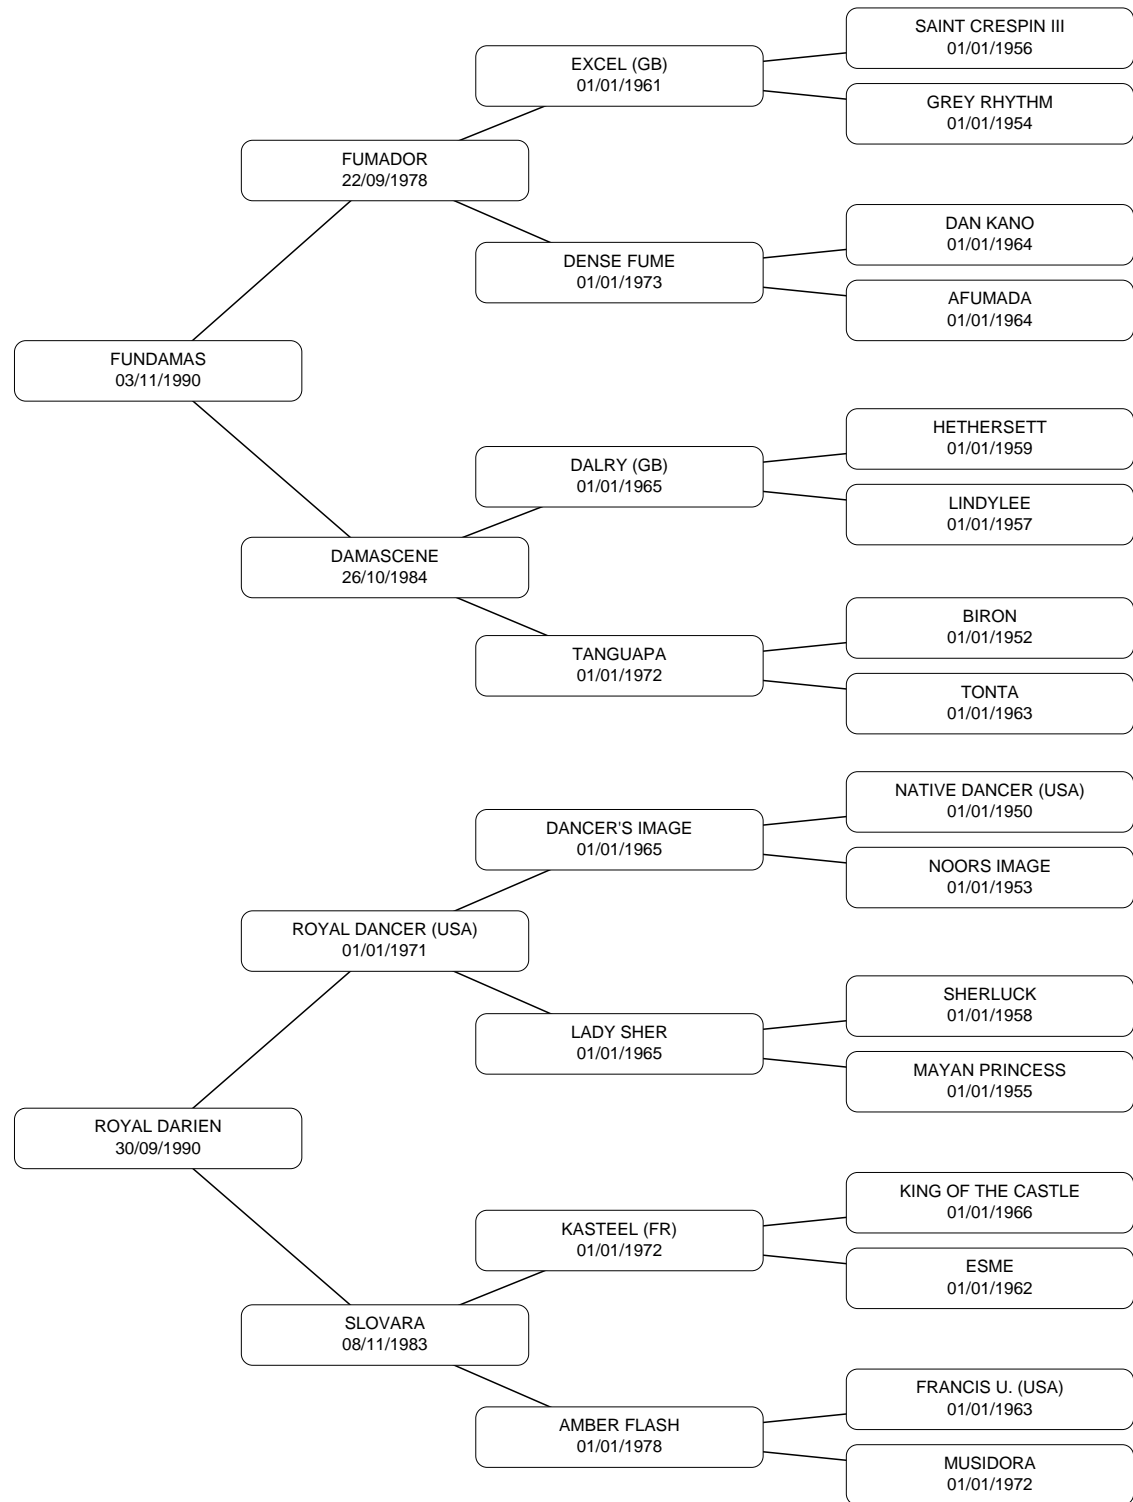 SAINT CRESPIN III
01/01/1956
EXCEL (GB)
01/01/1961
GREY RHYTHM
01/01/1954
FUMADOR
22/09/1978
DAN KANO
01/01/1964
DENSE FUME
01/01/1973
AFUMADA
01/01/1964
FUNDAMAS
03/11/1990
HETHERSETT
01/01/1959
DALRY (GB)
01/01/1965
LINDYLEE
01/01/1957
DAMASCENE
26/10/1984
BIRON
01/01/1952
TANGUAPA
01/01/1972
TONTA
01/01/1963
NATIVE DANCER (USA)
01/01/1950
DANCER'S IMAGE
01/01/1965
NOORS IMAGE
01/01/1953
ROYAL DANCER (USA)
01/01/1971
SHERLUCK
01/01/1958
LADY SHER
01/01/1965
MAYAN PRINCESS
01/01/1955
ROYAL DARIEN
30/09/1990
KING OF THE CASTLE
01/01/1966
KASTEEL (FR)
01/01/1972
ESME
01/01/1962
SLOVARA
08/11/1983
FRANCIS U. (USA)
01/01/1963
AMBER FLASH
01/01/1978
MUSIDORA
01/01/1972